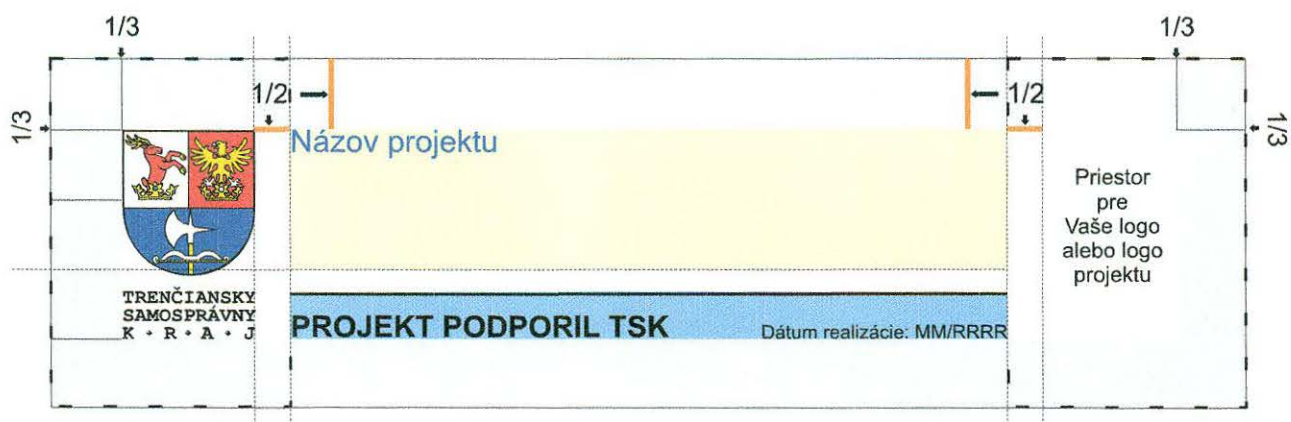 1/3
1/3
1/2
1/2
1/3
1/3
Názov projektu
Priestor
pre
Vaše logo
alebo logo
projektu
TRENČIANSKY
SAMOSPRÁVNY
K · R · A · J
PROJEKT PODPORIL TSK
Dátum realizácie: MM/RRRR